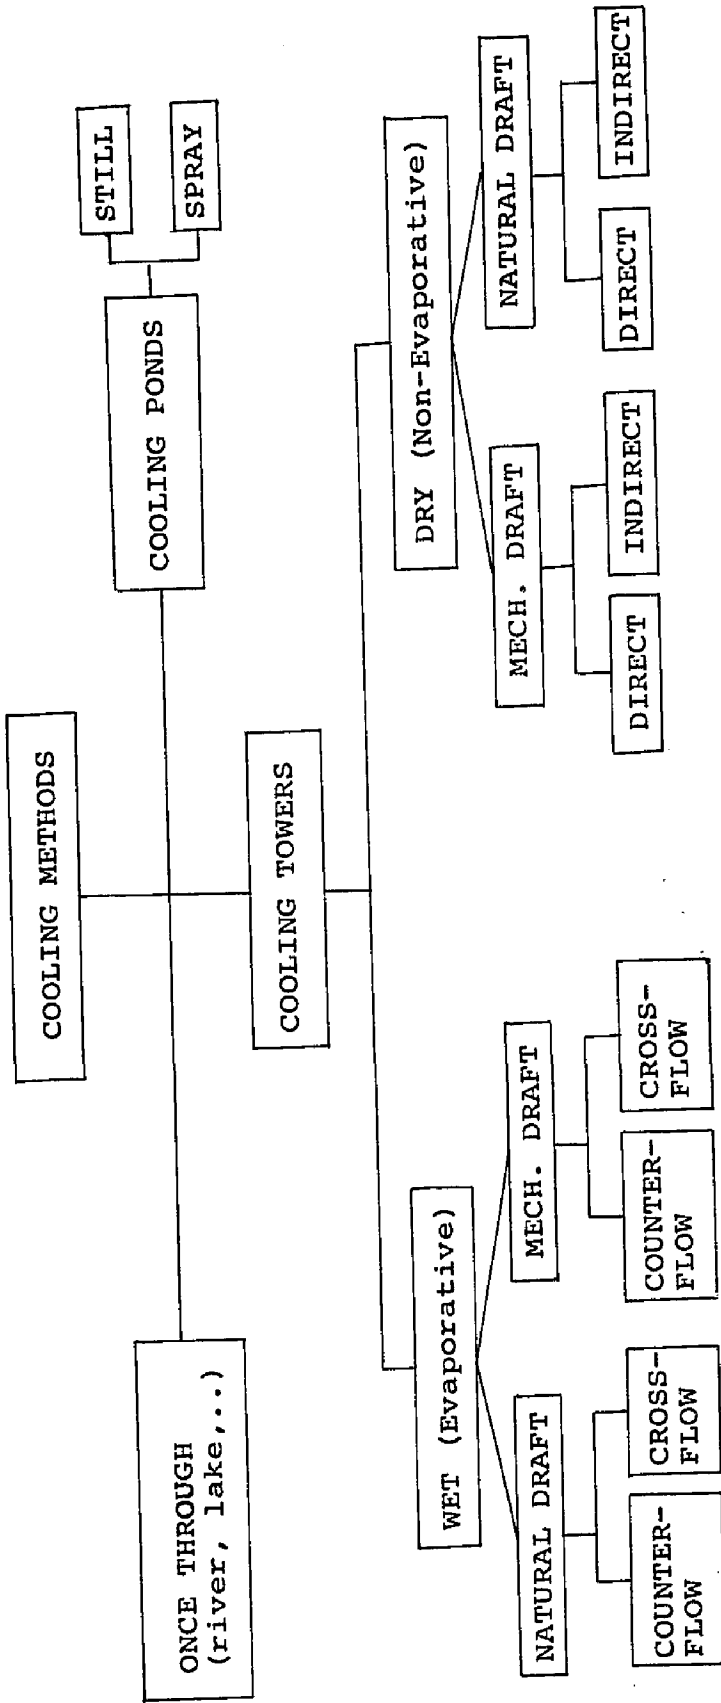 COOLING METHODS
ONCE THROUGH
(river, lake,..)
COOLING TOWERS
COOLING PONDS
STILL
SPRAY
WET (Evaporative)
DRY (Non-Evaporative)
NATURAL DRAFT
MECH. DRAFT
MECH. DRAFT
NATURAL DRAFT
COUNTER-
FLOW
CROSS-
FLOW
COUNTER-
FLOW
CROSS-
FLOW
DIRECT
INDIRECT
DIRECT
INDIRECT